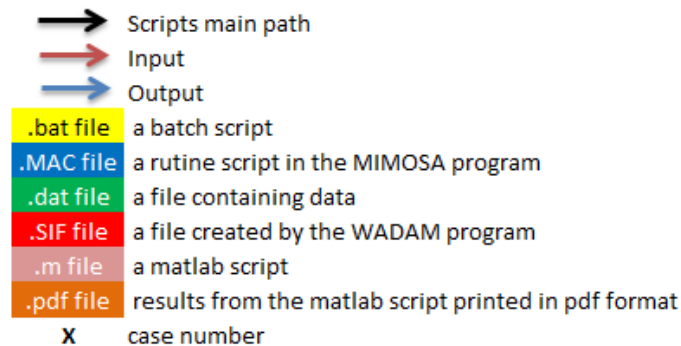 Scripts main path
Input
Output
.bat file a batch script
.MAC file a rutine script in the MIMOSA program
.dat file a file containing data
.SIF file a file created by the WADAM program
.m file a matlab script
.pdf file results from the matlab script printed in pdf format
X case number